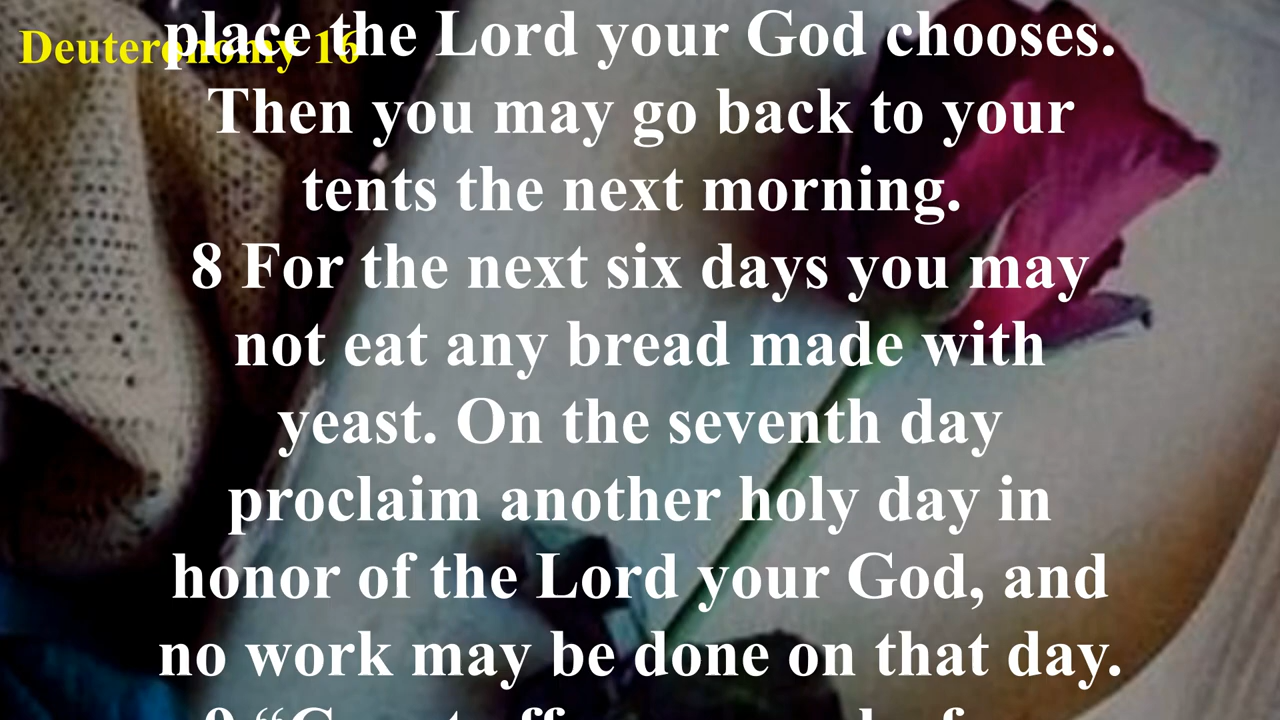 Deuteronomy 16
place the Lord your God chooses.
Then you may go back to your
tents the next morning.
8 For the next six days you may
not eat any bread made with
yeast. On the seventh day
proclaim another holy day in
honor of the Lord your God, and
no work may be done on that day.